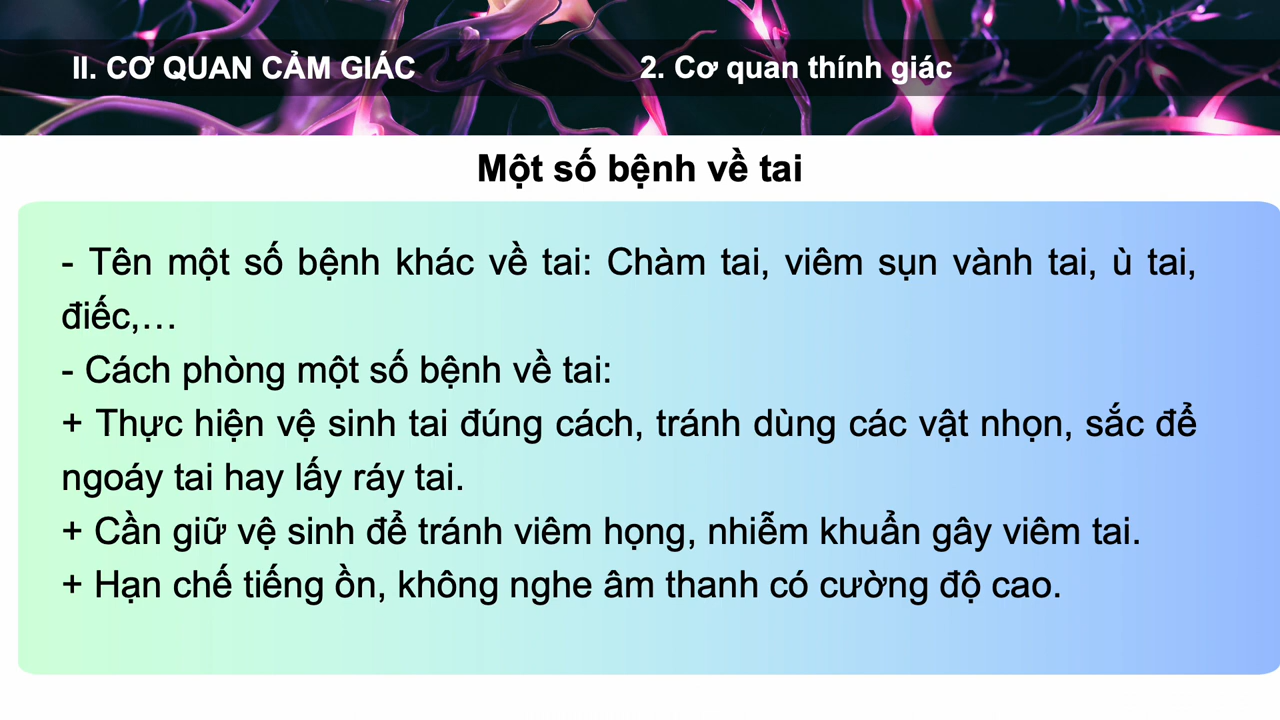 II. CƠ QUAN CẢM GIÁC
2. Cơ quan thính giác
Một số bệnh về tai
- Tên một số bệnh khác về tai: Chàm tai, viêm sụn vành tai, ù tai,
điếc,…
- Cách phòng một số bệnh về tai:
+ Thực hiện vệ sinh tai đúng cách, tránh dùng các vật nhọn, sắc để
ngoáy tai hay lấy ráy tai.
+ Cần giữ vệ sinh để tránh viêm họng, nhiễm khuẩn gây viêm tai.
+ Hạn chế tiếng ồn, không nghe âm thanh có cường độ cao.